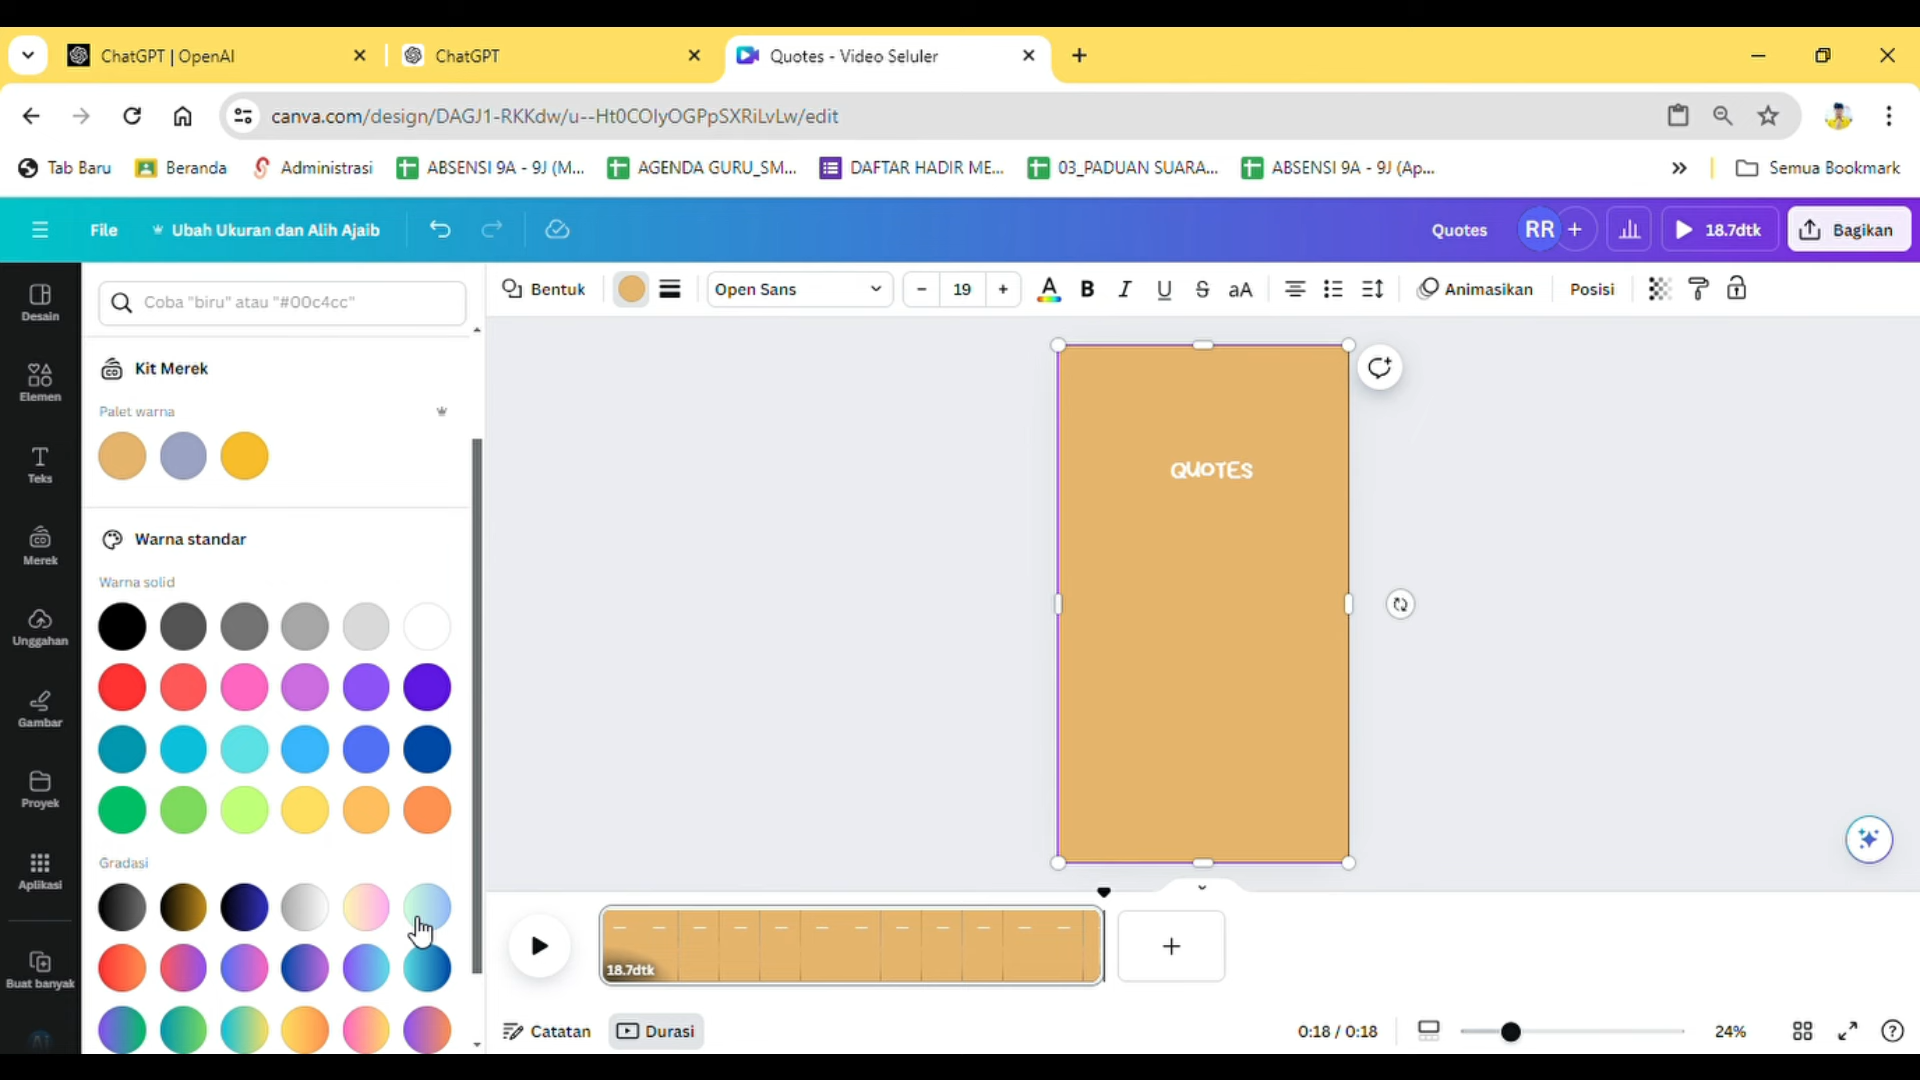 ChatGPT | OpenAI
ChatGPT
Quotes - Video Seluler
canva.com/design/DAGJ1-RKKdw/u--Ht0COIyOGPpSXRiLvLw/edit
Tab Baru
Beranda
Administrasi
ABSENSI 9A - 9J (M...
AGENDA GURU_SM...
DAFTAR HADIR ME...
03_PADUAN SUARA...
ABSENSI 9A - 9J (Ap...
Semua Bookmark
File
Ubah Ukuran dan Alih Ajaib
Quotes
RR
18.7dtk
Bagikan
Desain
Elemen
Teks
Merek
Unggahan
Gambar
Proyek
Aplikasi
Buat banyak
Coba "biru" atau "#00c4cc"
Kit Merek
Palet warna
Warna standar
Warna solid
Gradasi
Bentuk
Open Sans
19
A
B
I
U
S
aA
Animasikan
Posisi
QUOTES
18.7dtk
Catatan
Durasi
0:18 / 0:18
24%